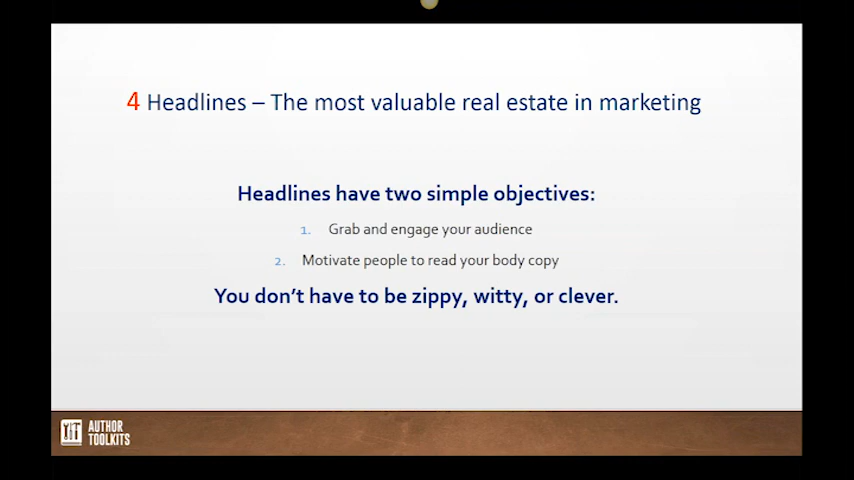 4 Headlines – The most valuable real estate in marketing
Headlines have two simple objectives:
1. Grab and engage your audience
2. Motivate people to read your body copy
You don't have to be zippy, witty, or clever.
AUTHOR
TOOLKITS